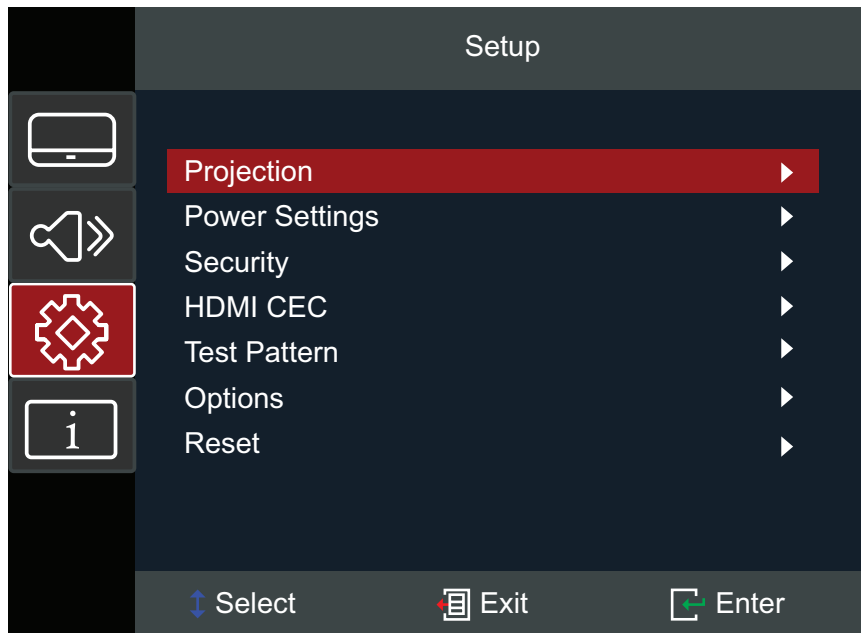 Setup
Projection
Power Settings
Security
HDMI CEC
Test Pattern
Options
Reset
i
Select Exit Enter